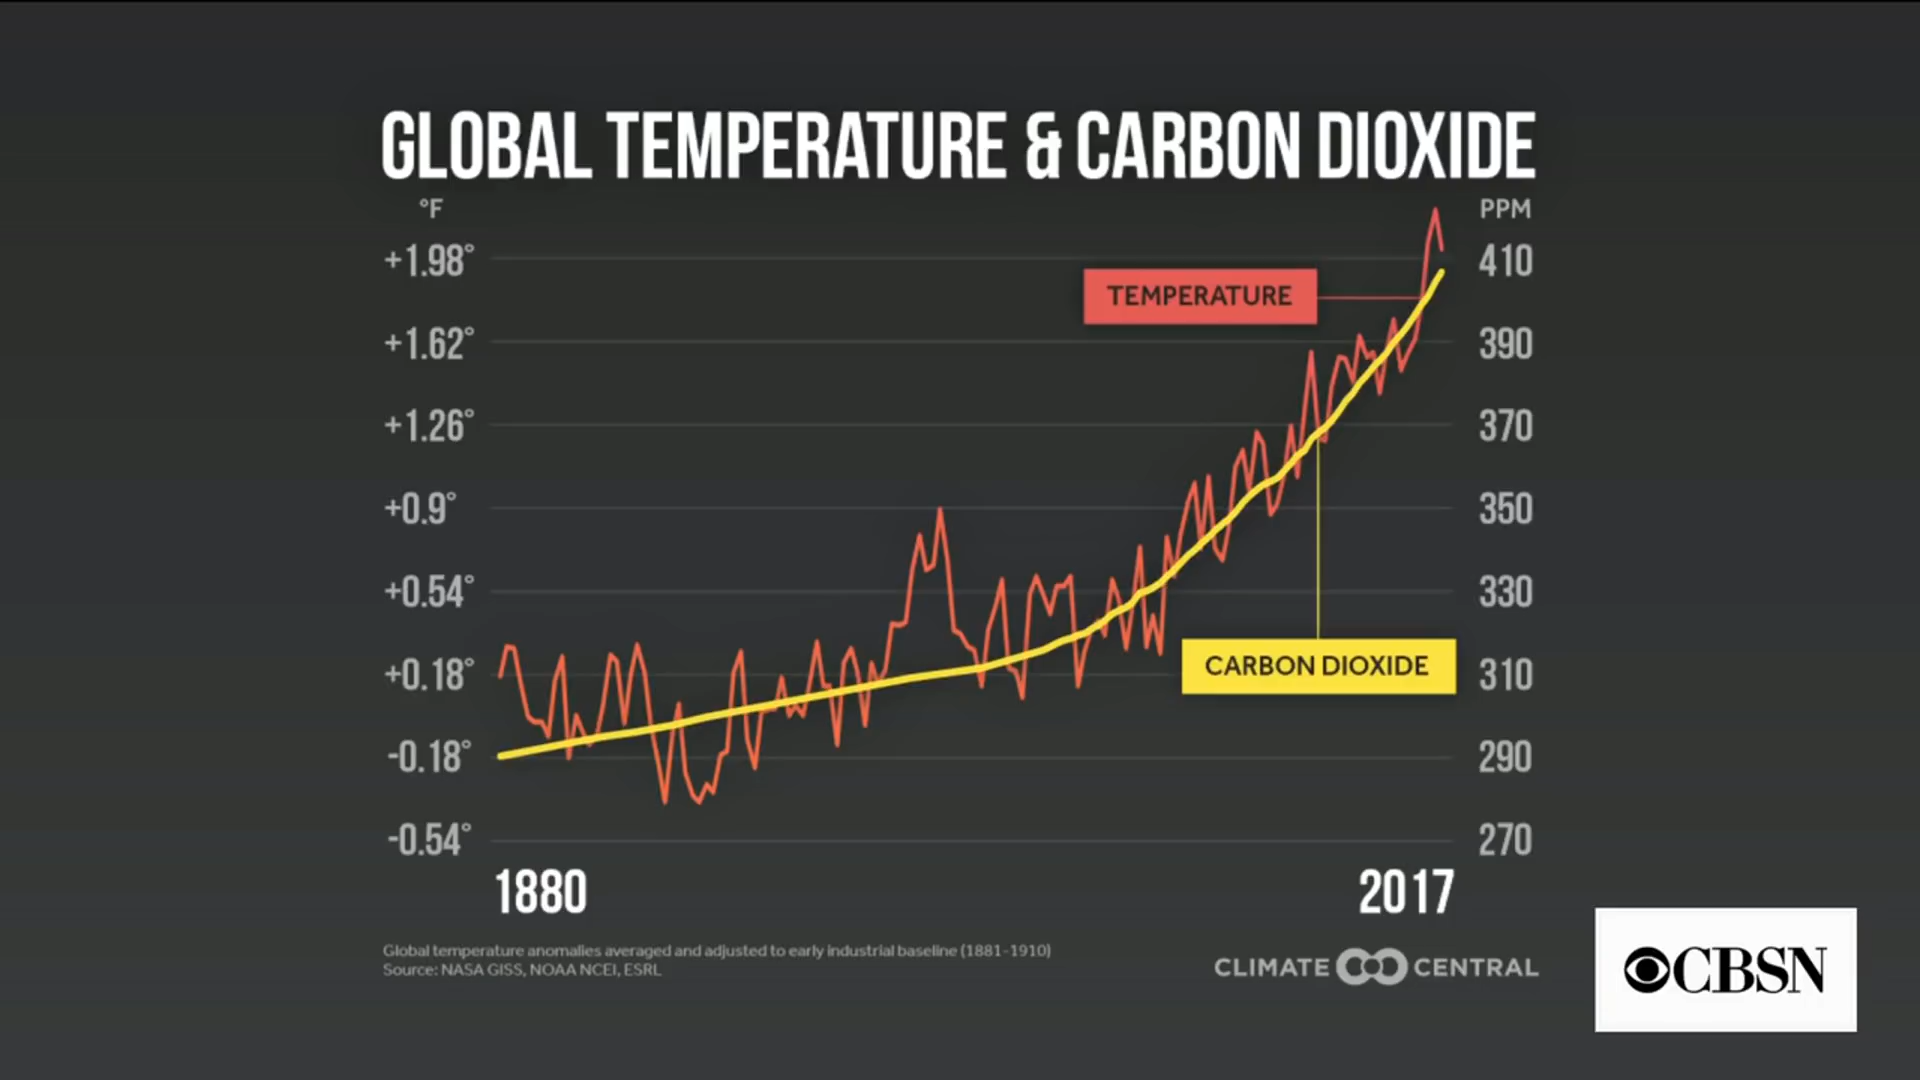 GLOBAL TEMPERATURE & CARBON DIOXIDE
°F
PPM
+1.98°
410
TEMPERATURE
+1.62°
390
+1.26°
370
+0.9°
350
+0.54°
330
+0.18°
CARBON DIOXIDE
310
-0.18°
290
-0.54°
270
1880
2017
Global temperature anomalies averaged and adjusted to early industrial baseline (1881-1910)
Source: NASA GISS, NOAA NCEI, ESRL
CLIMATE CENTRAL
CBSN